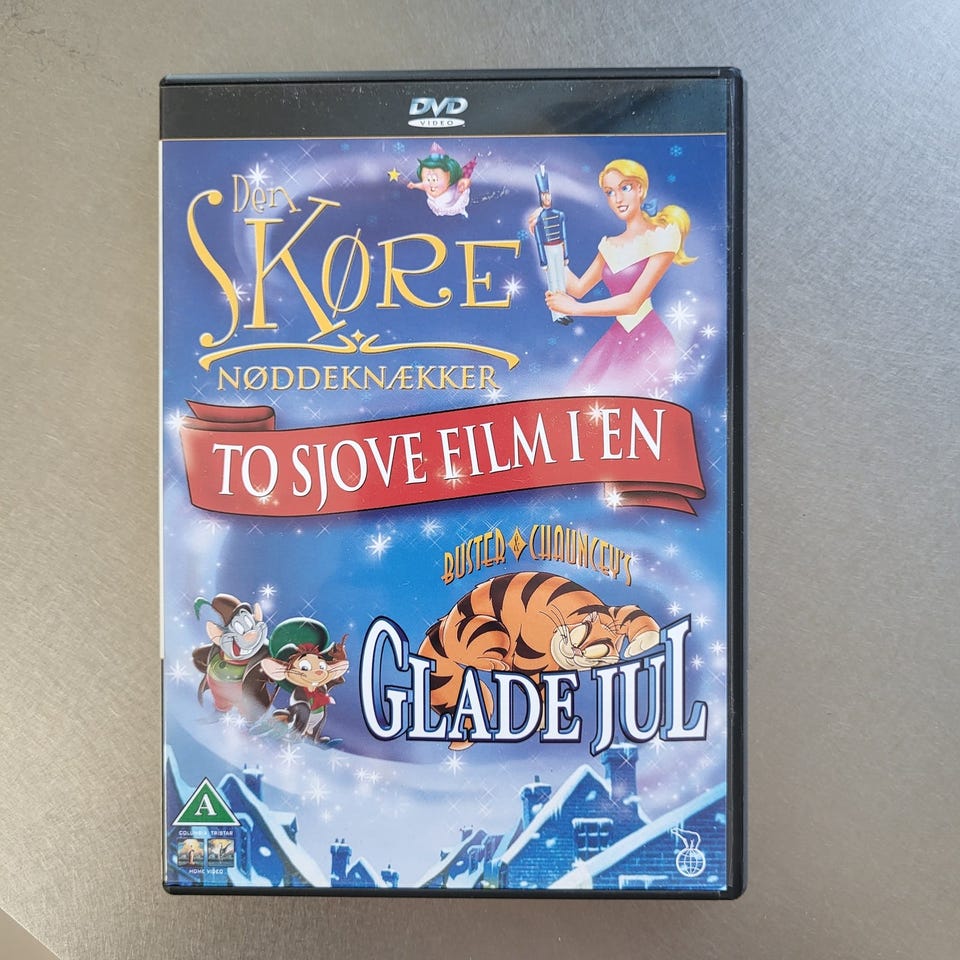 DVD
VIDEO
Den
SKØRE
NØDDEKNÆKKER
TO SJOVE FILM I EN
BUSTER & CHAUNCEY'S
GLADE JUL
A
COLUMBIA TRISTAR
HOME VIDEO